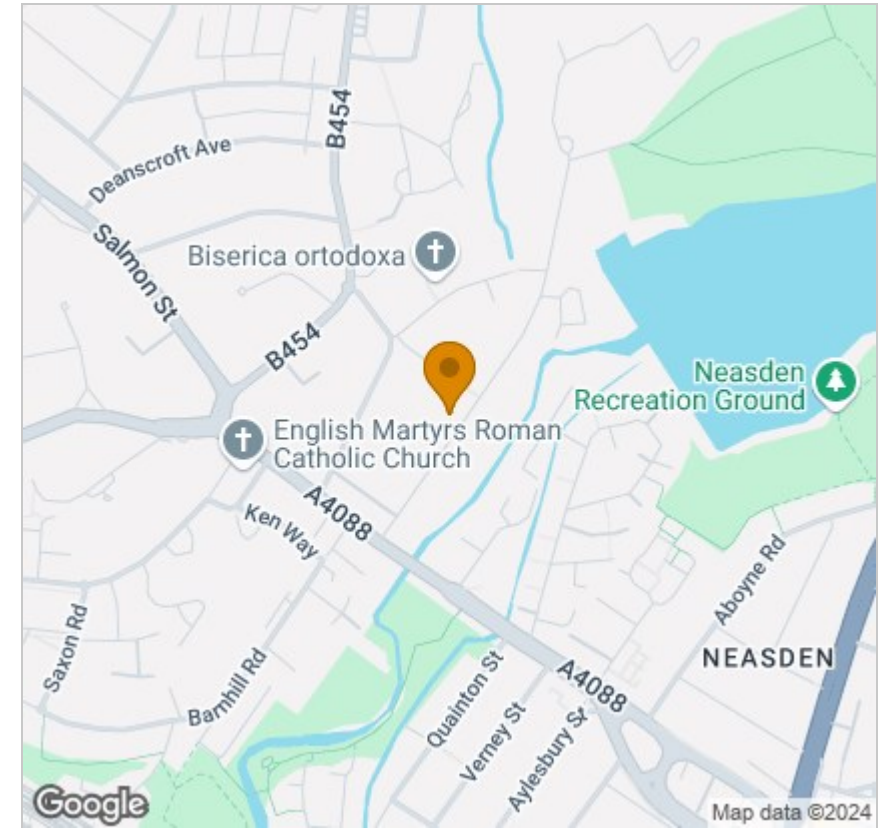 B454
Deanscroft Ave
Salmon St
Biserica ortodoxa
B454
Neasden
Recreation Ground
English Martyrs Roman
Catholic Church
A4088
Ken Way
Aboyne Rd
Saxon Rd
NEASDEN
Barnhill Rd
Quainton St
A4088
Verney St
Aylesbury St
Google
Map data ©2024